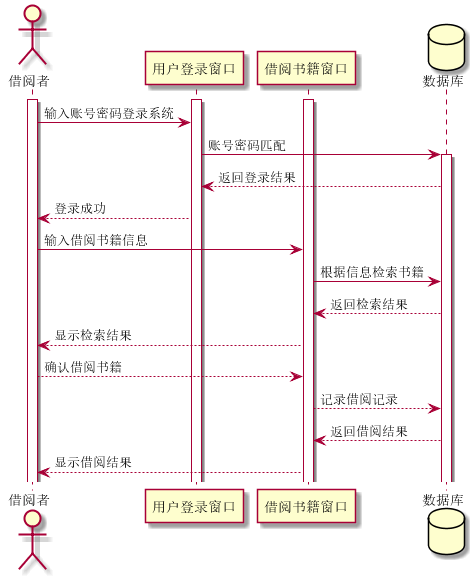 借阅者
用户登录窗口
借阅书籍窗口
数据库
输入账号密码登录系统
账号密码匹配
返回登录结果
登录成功
输入借阅书籍信息
根据信息检索书籍
返回检索结果
显示检索结果
确认借阅书籍
记录借阅记录
返回借阅结果
显示借阅结果
借阅者
用户登录窗口
借阅书籍窗口
数据库